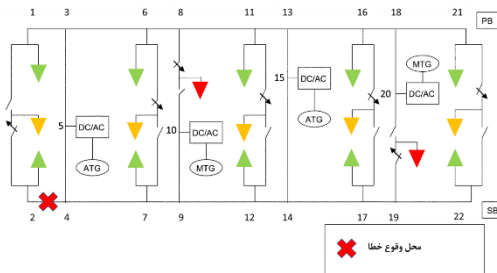 1 3 6 8 11 13 16 18 21 PB
MTG
15 DC/AC 20 DC/AC
5 DC/AC 10 DC/AC ATG
ATG MTG
2 4 7 9 12 14 17 19 22 SB
محل وقوع خطا